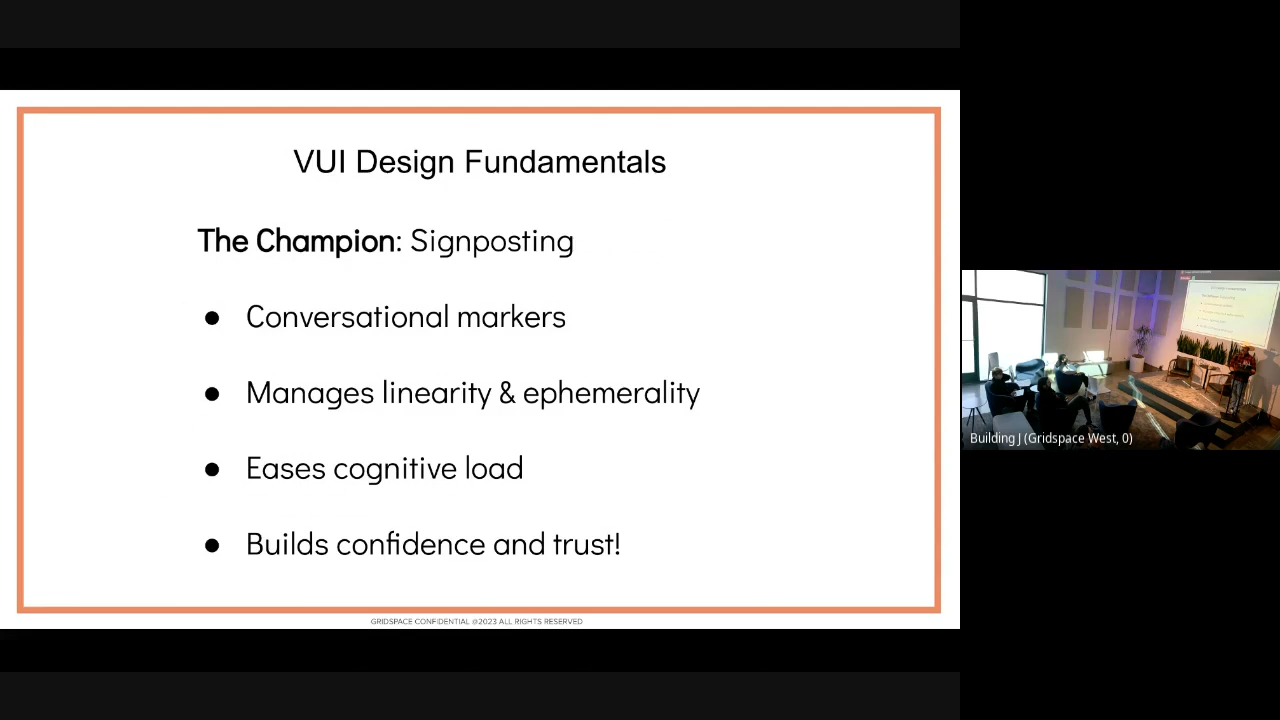 VUI Design Fundamentals
The Champion: Signposting
● Conversational markers
● Manages linearity & ephemerality
● Eases cognitive load
● Builds confidence and trust!
GRIDSPACE CONFIDENTIAL @2023 ALL RIGHTS RESERVED
Building J (Gridspace West, 0)